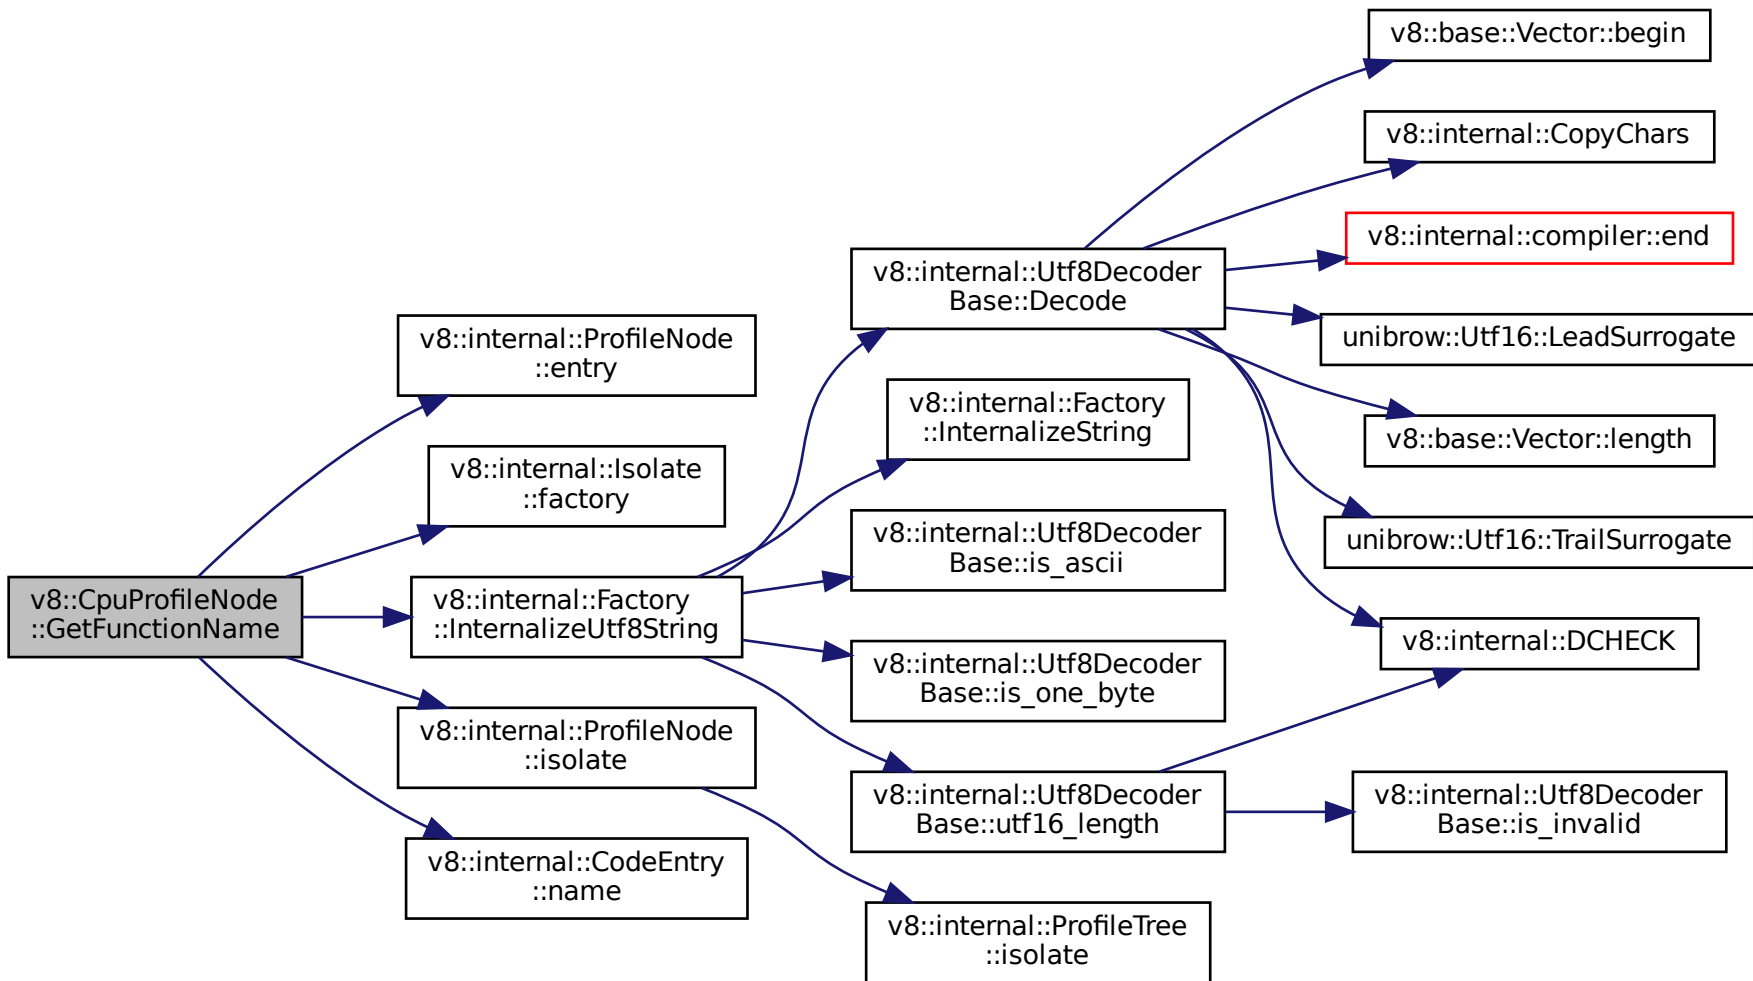 v8::CpuProfileNode
::GetFunctionName
v8::internal::ProfileNode
::entry
v8::internal::Isolate
::factory
v8::internal::Factory
::InternalizeUtf8String
v8::internal::ProfileNode
::isolate
v8::internal::CodeEntry
::name
v8::internal::Utf8Decoder
Base::Decode
v8::internal::Factory
::InternalizeString
v8::internal::Utf8Decoder
Base::is_ascii
v8::internal::Utf8Decoder
Base::is_one_byte
v8::internal::Utf8Decoder
Base::utf16_length
v8::internal::ProfileTree
::isolate
v8::base::Vector::begin
v8::internal::CopyChars
v8::internal::compiler::end
unibrow::Utf16::LeadSurrogate
v8::base::Vector::length
unibrow::Utf16::TrailSurrogate
v8::internal::DCHECK
v8::internal::Utf8Decoder
Base::is_invalid